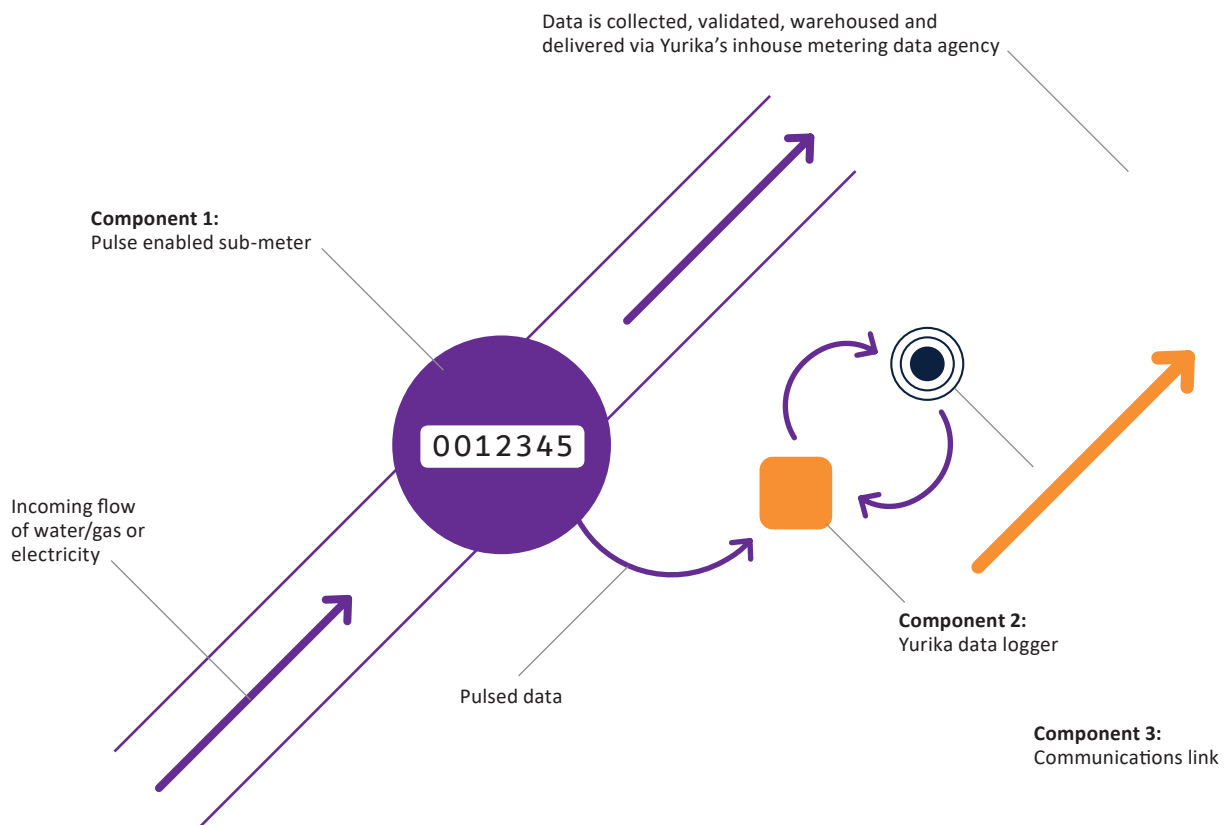 Data is collected, validated, warehoused and
delivered via Yurika’s inhouse metering data agency
Component 1:
Pulse enabled sub-meter
0012345
Incoming flow
of water/gas or
electricity
Component 2:
Yurika data logger
Pulsed data
Component 3:
Communications link